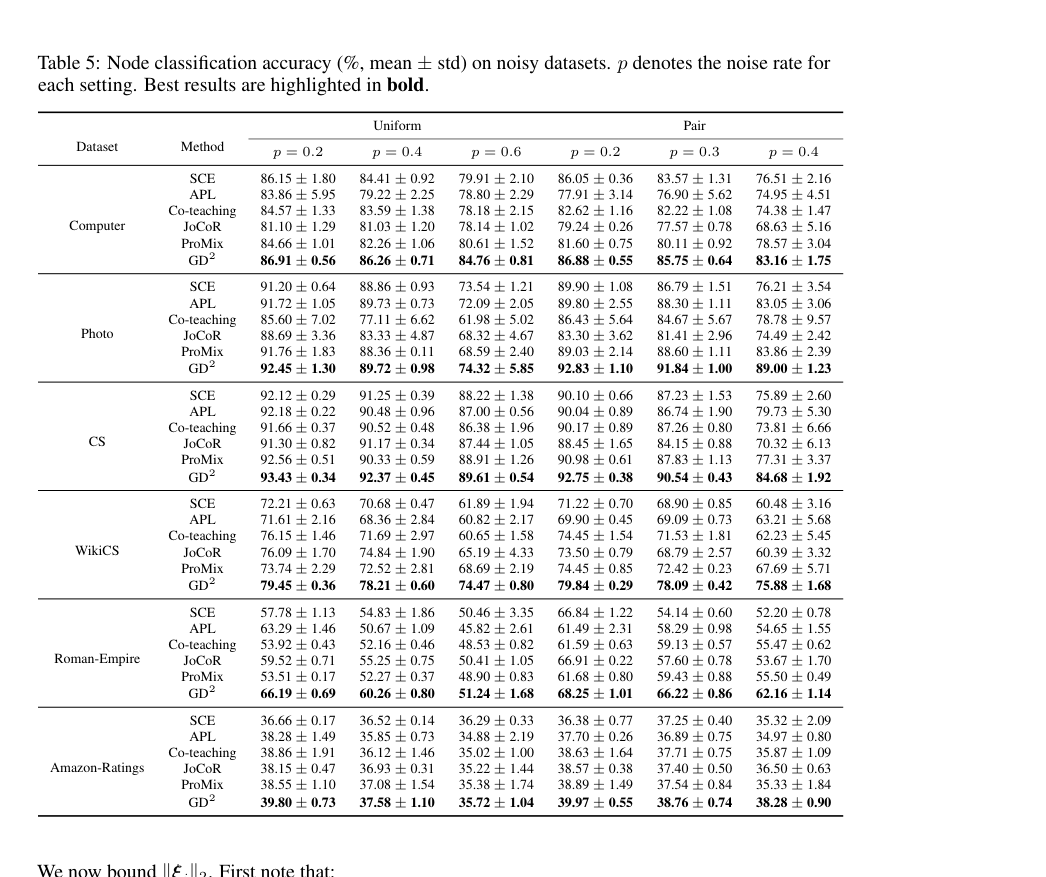 Table 5: Node classification accuracy (%, mean ± std) on noisy datasets. p denotes the noise rate for
each setting. Best results are highlighted in bold.
Dataset Method Uniform Pair
p = 0.2 p = 0.4 p = 0.6 p = 0.2 p = 0.3 p = 0.4
Computer
SCE 86.15 ± 1.80 84.41 ± 0.92 79.91 ± 2.10 86.05 ± 0.36 83.57 ± 1.31 76.51 ± 2.16
APL 83.86 ± 5.95 79.22 ± 2.25 78.80 ± 2.29 77.91 ± 3.14 76.90 ± 5.62 74.95 ± 4.51
Co-teaching 84.57 ± 1.33 83.59 ± 1.38 78.18 ± 2.15 82.62 ± 1.16 82.22 ± 1.08 74.38 ± 1.47
JoCoR 81.10 ± 1.29 81.03 ± 1.20 78.14 ± 1.02 79.24 ± 0.26 77.57 ± 0.78 68.63 ± 5.16
ProMix 84.66 ± 1.01 82.26 ± 1.06 80.61 ± 1.52 81.60 ± 0.75 80.11 ± 0.92 78.57 ± 3.04
GD² 86.91 ± 0.56 86.26 ± 0.71 84.76 ± 0.81 86.88 ± 0.55 85.75 ± 0.64 83.16 ± 1.75
Photo
SCE 91.20 ± 0.64 88.86 ± 0.93 73.54 ± 1.21 89.90 ± 1.08 86.79 ± 1.51 76.21 ± 3.54
APL 91.72 ± 1.05 89.73 ± 0.73 72.09 ± 2.05 89.80 ± 2.55 88.30 ± 1.11 83.05 ± 3.06
Co-teaching 85.60 ± 7.02 77.11 ± 6.62 61.98 ± 5.02 86.43 ± 5.64 84.67 ± 5.67 78.78 ± 9.57
JoCoR 88.69 ± 3.36 83.33 ± 4.87 68.32 ± 4.67 83.30 ± 3.62 81.41 ± 2.96 74.49 ± 2.42
ProMix 91.76 ± 1.83 88.36 ± 0.11 68.59 ± 2.40 89.03 ± 2.14 88.60 ± 1.11 83.86 ± 2.39
GD² 92.45 ± 1.30 89.72 ± 0.98 74.32 ± 5.85 92.83 ± 1.10 91.84 ± 1.00 89.00 ± 1.23
CS
SCE 92.12 ± 0.29 91.25 ± 0.39 88.22 ± 1.38 90.10 ± 0.66 87.23 ± 1.53 75.89 ± 2.60
APL 92.18 ± 0.22 90.48 ± 0.96 87.00 ± 0.56 90.04 ± 0.89 86.74 ± 1.90 79.73 ± 5.30
Co-teaching 91.66 ± 0.37 90.52 ± 0.48 86.38 ± 1.96 90.17 ± 0.89 87.26 ± 0.80 73.81 ± 6.66
JoCoR 91.30 ± 0.82 91.17 ± 0.34 87.44 ± 1.05 88.45 ± 1.65 84.15 ± 0.88 70.32 ± 6.13
ProMix 92.56 ± 0.51 90.33 ± 0.59 88.91 ± 1.26 90.98 ± 0.61 87.83 ± 1.13 77.31 ± 3.37
GD² 93.43 ± 0.34 92.37 ± 0.45 89.61 ± 0.54 92.75 ± 0.38 90.54 ± 0.43 84.68 ± 1.92
WikiCS
SCE 72.21 ± 0.63 70.68 ± 0.47 61.89 ± 1.94 71.22 ± 0.70 68.90 ± 0.85 60.48 ± 3.16
APL 71.61 ± 2.16 68.36 ± 2.84 60.82 ± 2.17 69.90 ± 0.45 69.09 ± 0.73 63.21 ± 5.68
Co-teaching 76.15 ± 1.46 71.69 ± 2.97 60.65 ± 1.58 74.45 ± 1.54 71.53 ± 1.81 62.23 ± 5.45
JoCoR 76.09 ± 1.70 74.84 ± 1.90 65.19 ± 4.33 73.50 ± 0.79 68.79 ± 2.57 60.39 ± 3.32
ProMix 73.74 ± 2.29 72.52 ± 2.81 68.69 ± 2.19 74.45 ± 0.85 72.42 ± 0.23 67.69 ± 5.71
GD² 79.45 ± 0.36 78.21 ± 0.60 74.47 ± 0.80 79.84 ± 0.29 78.09 ± 0.42 75.88 ± 1.68
Roman-Empire
SCE 57.78 ± 1.13 54.83 ± 1.86 50.46 ± 3.35 66.84 ± 1.22 54.14 ± 0.60 52.20 ± 0.78
APL 63.29 ± 1.46 50.67 ± 1.09 45.82 ± 2.61 61.49 ± 2.31 58.29 ± 0.98 54.65 ± 1.55
Co-teaching 53.92 ± 0.43 52.16 ± 0.46 48.53 ± 0.82 61.59 ± 0.63 59.13 ± 0.57 55.47 ± 0.62
JoCoR 59.52 ± 0.71 55.25 ± 0.75 50.41 ± 1.05 66.91 ± 0.22 57.60 ± 0.78 53.67 ± 1.70
ProMix 53.51 ± 0.17 52.27 ± 0.37 48.90 ± 0.83 61.68 ± 0.80 59.43 ± 0.88 55.50 ± 0.49
GD² 66.19 ± 0.69 60.26 ± 0.80 51.24 ± 1.68 68.25 ± 1.01 66.22 ± 0.86 62.16 ± 1.14
Amazon-Ratings
SCE 36.66 ± 0.17 36.52 ± 0.14 36.29 ± 0.33 36.38 ± 0.77 37.25 ± 0.40 35.32 ± 2.09
APL 38.28 ± 1.49 35.85 ± 0.73 34.88 ± 2.19 37.70 ± 0.26 36.89 ± 0.75 34.97 ± 0.80
Co-teaching 38.86 ± 1.91 36.12 ± 1.46 35.02 ± 1.00 38.63 ± 1.64 37.71 ± 0.75 35.87 ± 1.09
JoCoR 38.15 ± 0.47 36.93 ± 0.31 35.22 ± 1.44 38.57 ± 0.38 37.40 ± 0.50 36.50 ± 0.63
ProMix 38.55 ± 1.10 37.08 ± 1.54 35.38 ± 1.74 38.89 ± 1.49 37.54 ± 0.84 35.33 ± 1.84
GD² 39.80 ± 0.73 37.58 ± 1.10 35.72 ± 1.04 39.97 ± 0.55 38.76 ± 0.74 38.28 ± 0.90
We now bound First note that: